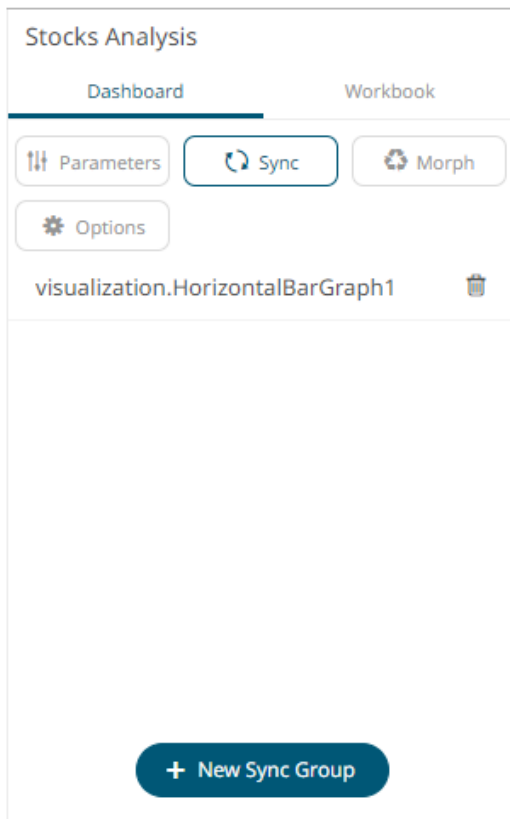 Stocks Analysis
Dashboard Workbook
Parameters Sync Morph
Options
visualization.HorizontalBarGraph1
+ New Sync Group